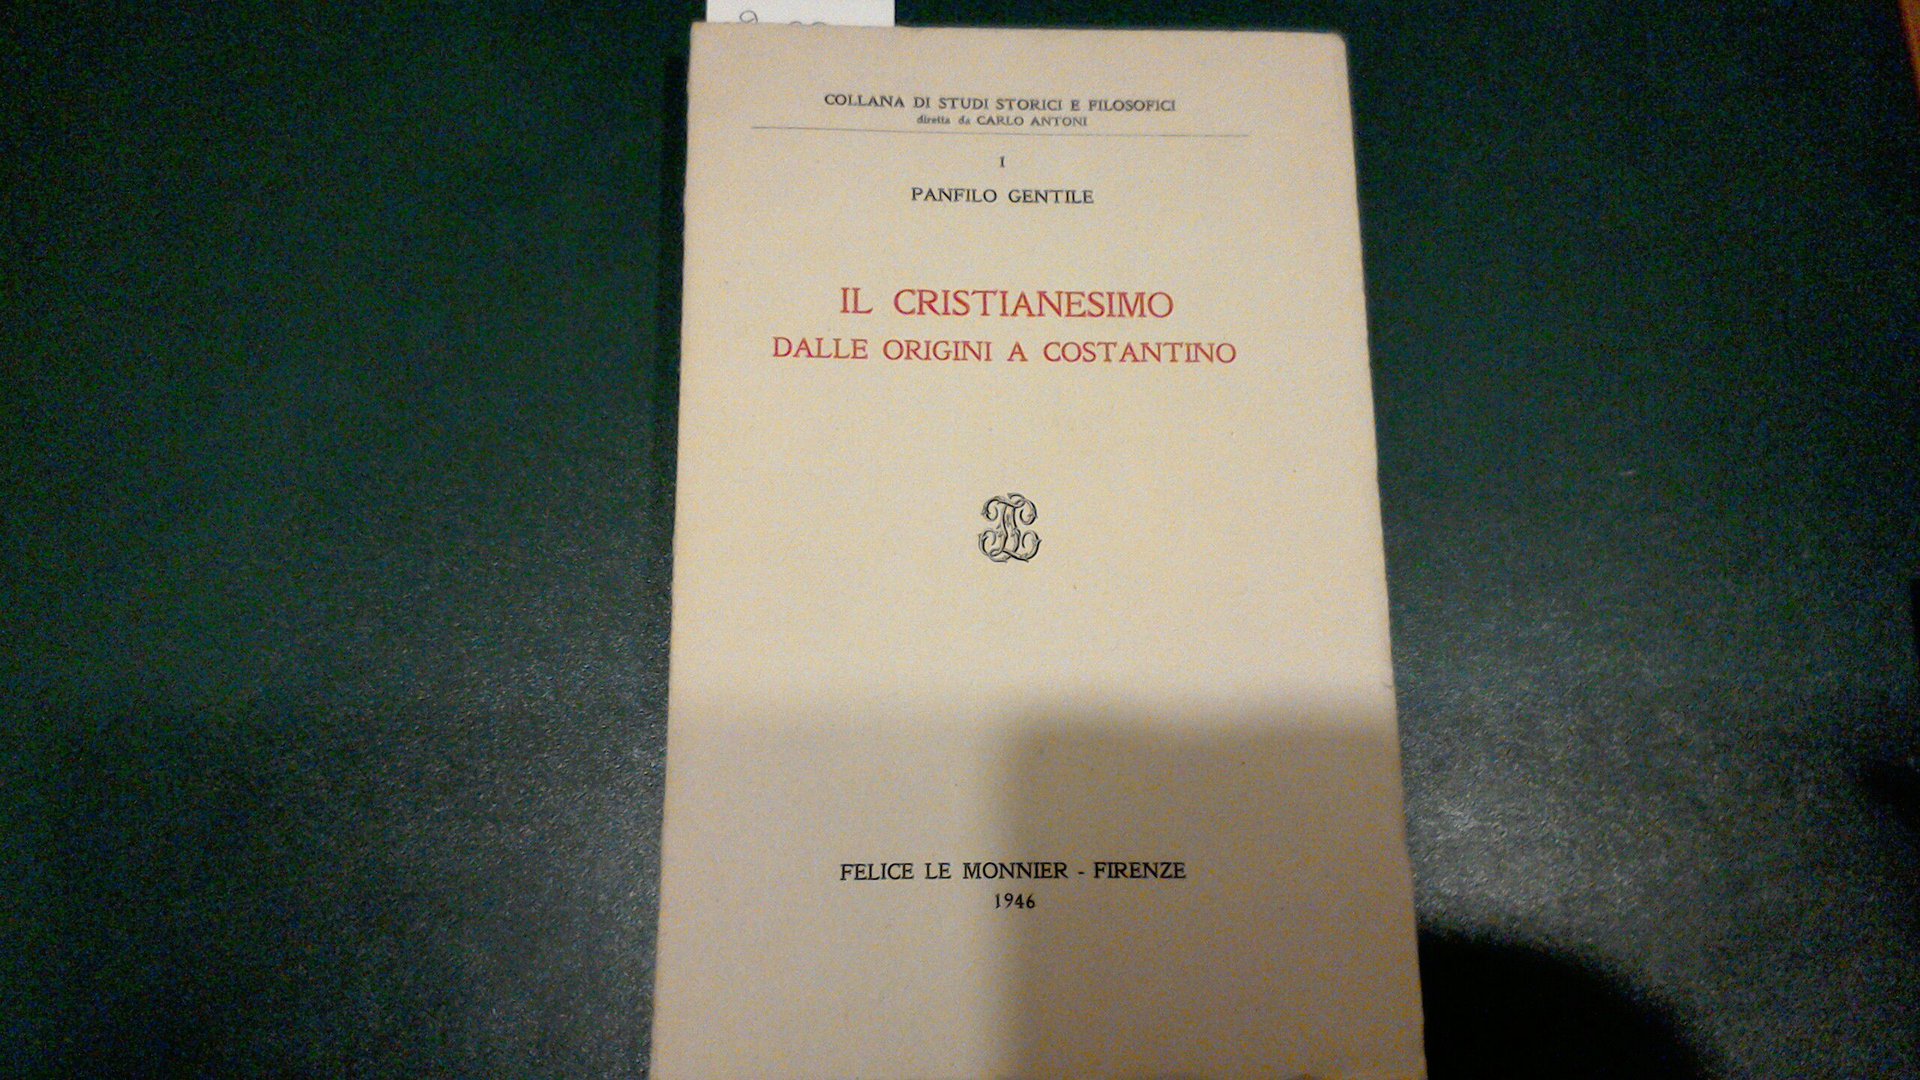 COLLANA DI STUDI STORICI E FILOSOFICI
diretta da CARLO ANTONI
I
PANFILO GENTILE
IL CRISTIANESIMO
DALLE ORIGINI A COSTANTINO
FELICE LE MONNIER - FIRENZE
1946